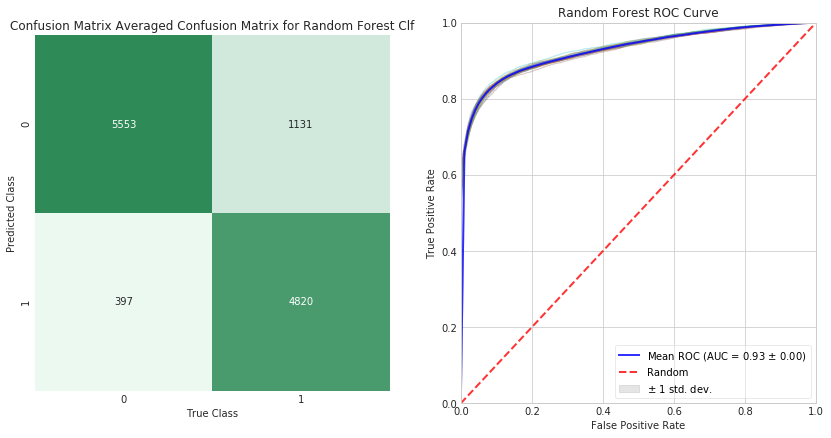 Confusion Matrix Averaged Confusion Matrix for Random Forest Clf
Predicted Class
0
1
5553
1131
397
4820
0
1
True Class
Random Forest ROC Curve
True Positive Rate
1.0
0.8
0.6
0.4
0.2
0.0
Mean ROC (AUC = 0.93 ± 0.00)
Random
± 1 std. dev.
0.0
0.2
0.4
0.6
0.8
1.0
False Positive Rate